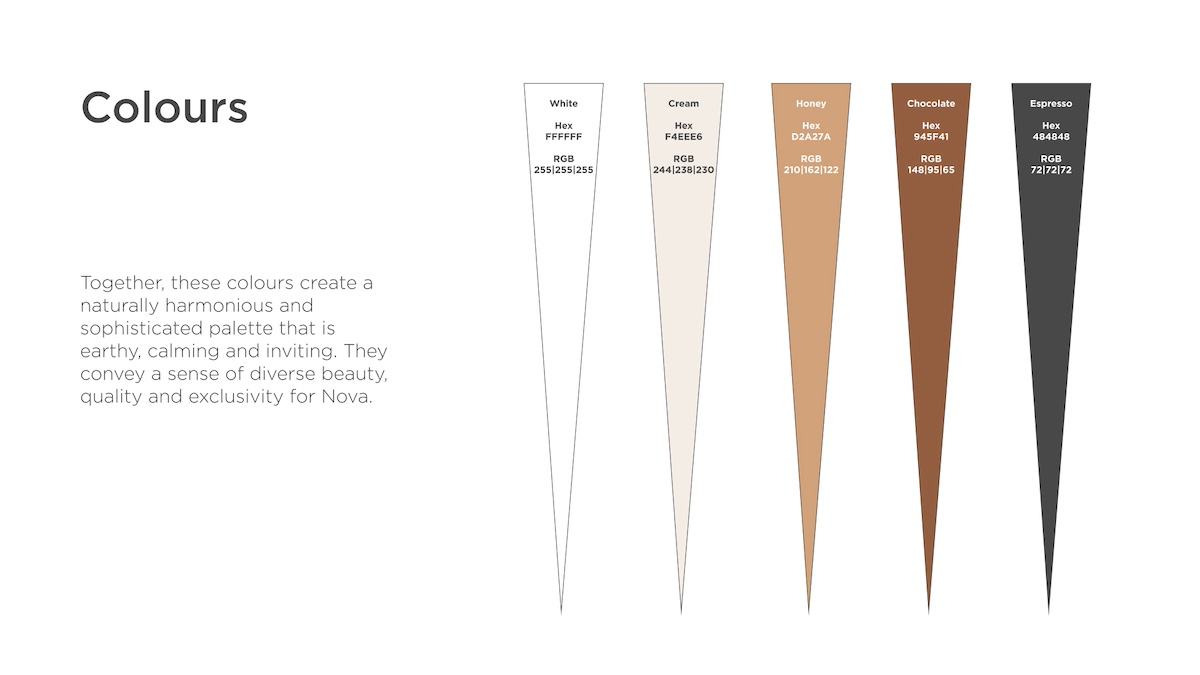 Colours
Together, these colours create a
naturally harmonious and
sophisticated palette that is
earthy, calming and inviting. They
convey a sense of diverse beauty,
quality and exclusivity for Nova.
White
Hex
FFFFFF
RGB
255|255|255
Cream
Hex
F4EEE6
RGB
244|238|230
Honey
Hex
D2A27A
RGB
210|162|122
Chocolate
Hex
945F41
RGB
148|95|65
Espresso
Hex
484848
RGB
72|72|72